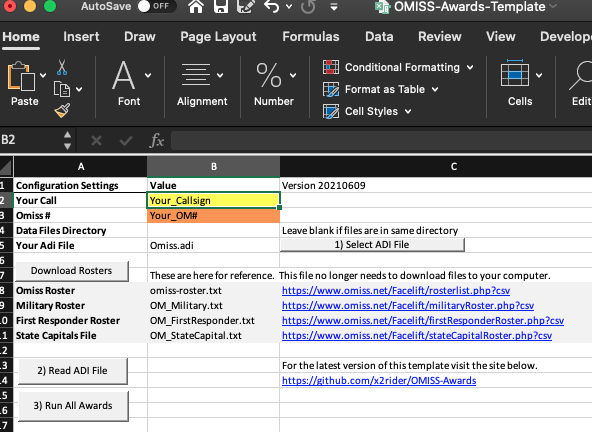 AutoSave OFF OMISS-Awards-Template
Home Insert Draw Page Layout Formulas Data Review View Develop
Paste Font Alignment % Number Conditional Formatting Format as Table Cell Styles Cells Edit
B2 fx
A B C
1 Configuration Settings Value Version 20210609
2 Your Call Your_Callsign
3 Omiss # Your_OM#
4 Data Files Directory Leave blank if files are in same directory
5 Your Adi File Omiss.adi 1) Select ADI File
6
7 Download Rosters These are here for reference. This file no longer needs to download files to your computer.
8 Omiss Roster omiss-roster.txt https://www.omiss.net/Facelift/rosterlist.php?csv
9 Military Roster OM_Military.txt https://www.omiss.net/Facelift/militaryRoster.php?csv
.0 First Responder Roster OM_FirstResponder.txt https://www.omiss.net/Facelift/firstResponderRoster.php?csv
.1 State Capitals File OM_StateCapital.txt https://www.omiss.net/Facelift/stateCapitalRoster.php?csv
.2
.3 2) Read ADI File For the latest version of this template visit the site below.
.4 https://github.com/x2rider/OMISS-Awards
.5 3) Run All Awards
.6
.7